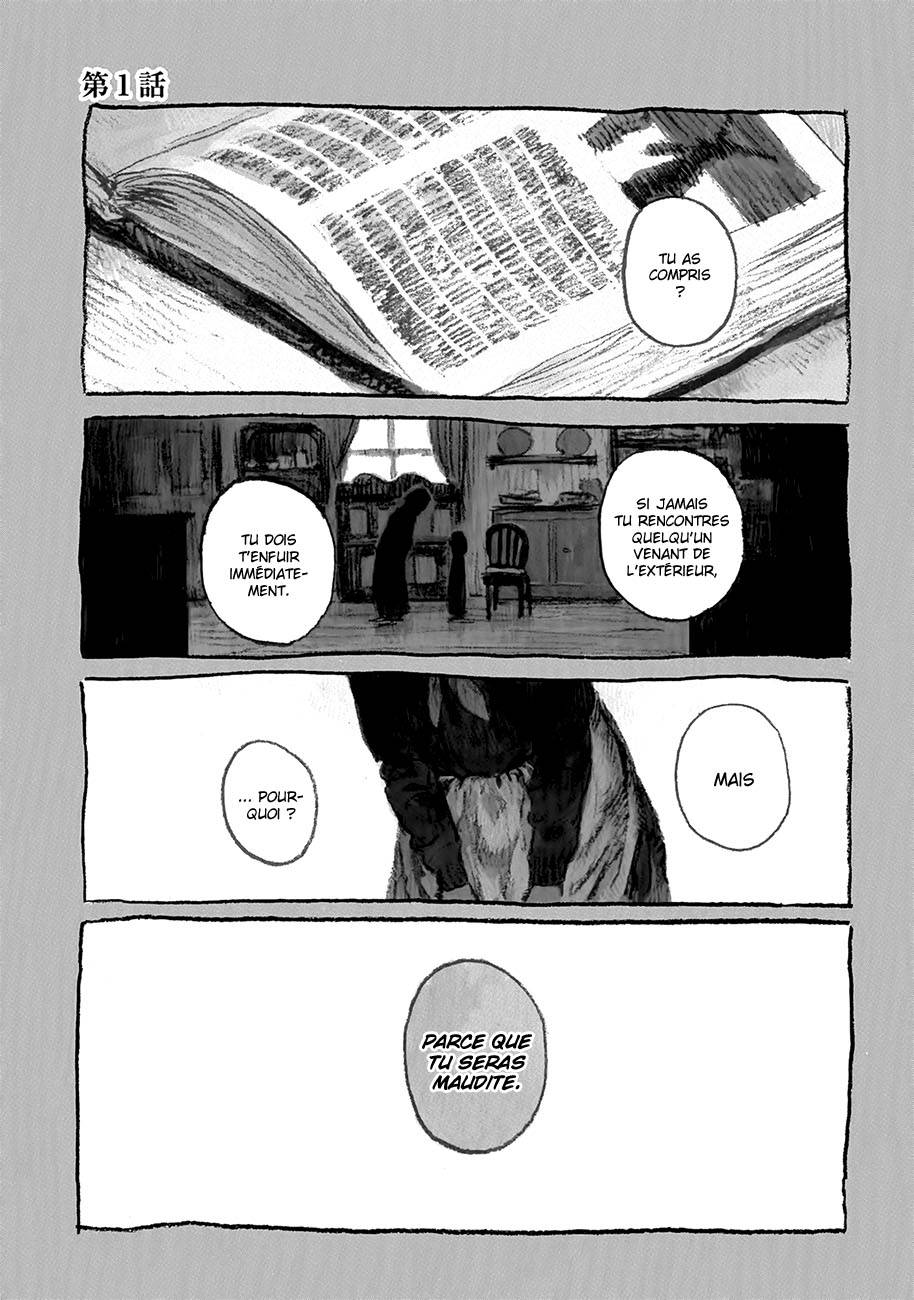 第1話
TU AS
COMPRIS
?
SI JAMAIS
TU RENCONTRES
QUELQU'UN
VENANT DE
L'EXTÉRIEUR,
TU DOIS
T'ENFUIR
IMMÉDIATE-
MENT.
MAIS
... POUR-
QUOI ?
PARCE QUE
TU SERAS
MAUDITE.